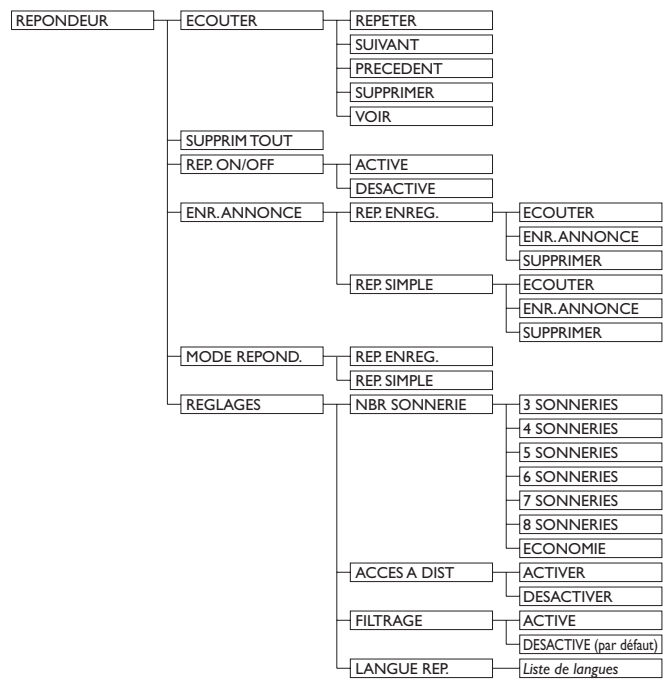 REPONDEUR ECOUTER REPETER
SUIVANT
PRECEDENT
SUPPRIMER
VOIR
SUPPRIM TOUT
REP. ON/OFF ACTIVE
DESACTIVE
ENR. ANNONCE REP. ENREG. ECOUTER
ENR. ANNONCE
SUPPRIMER
REP. SIMPLE ECOUTER
ENR. ANNONCE
SUPPRIMER
MODE REPOND. REP. ENREG.
REP. SIMPLE
REGLAGES NBR SONNERIE 3 SONNERIES
4 SONNERIES
5 SONNERIES
6 SONNERIES
7 SONNERIES
8 SONNERIES
ECONOMIE
ACCES A DIST ACTIVER
DESACTIVER
FILTRAGE ACTIVE
DESACTIVE (par défaut)
LANGUE REP. Liste de langues